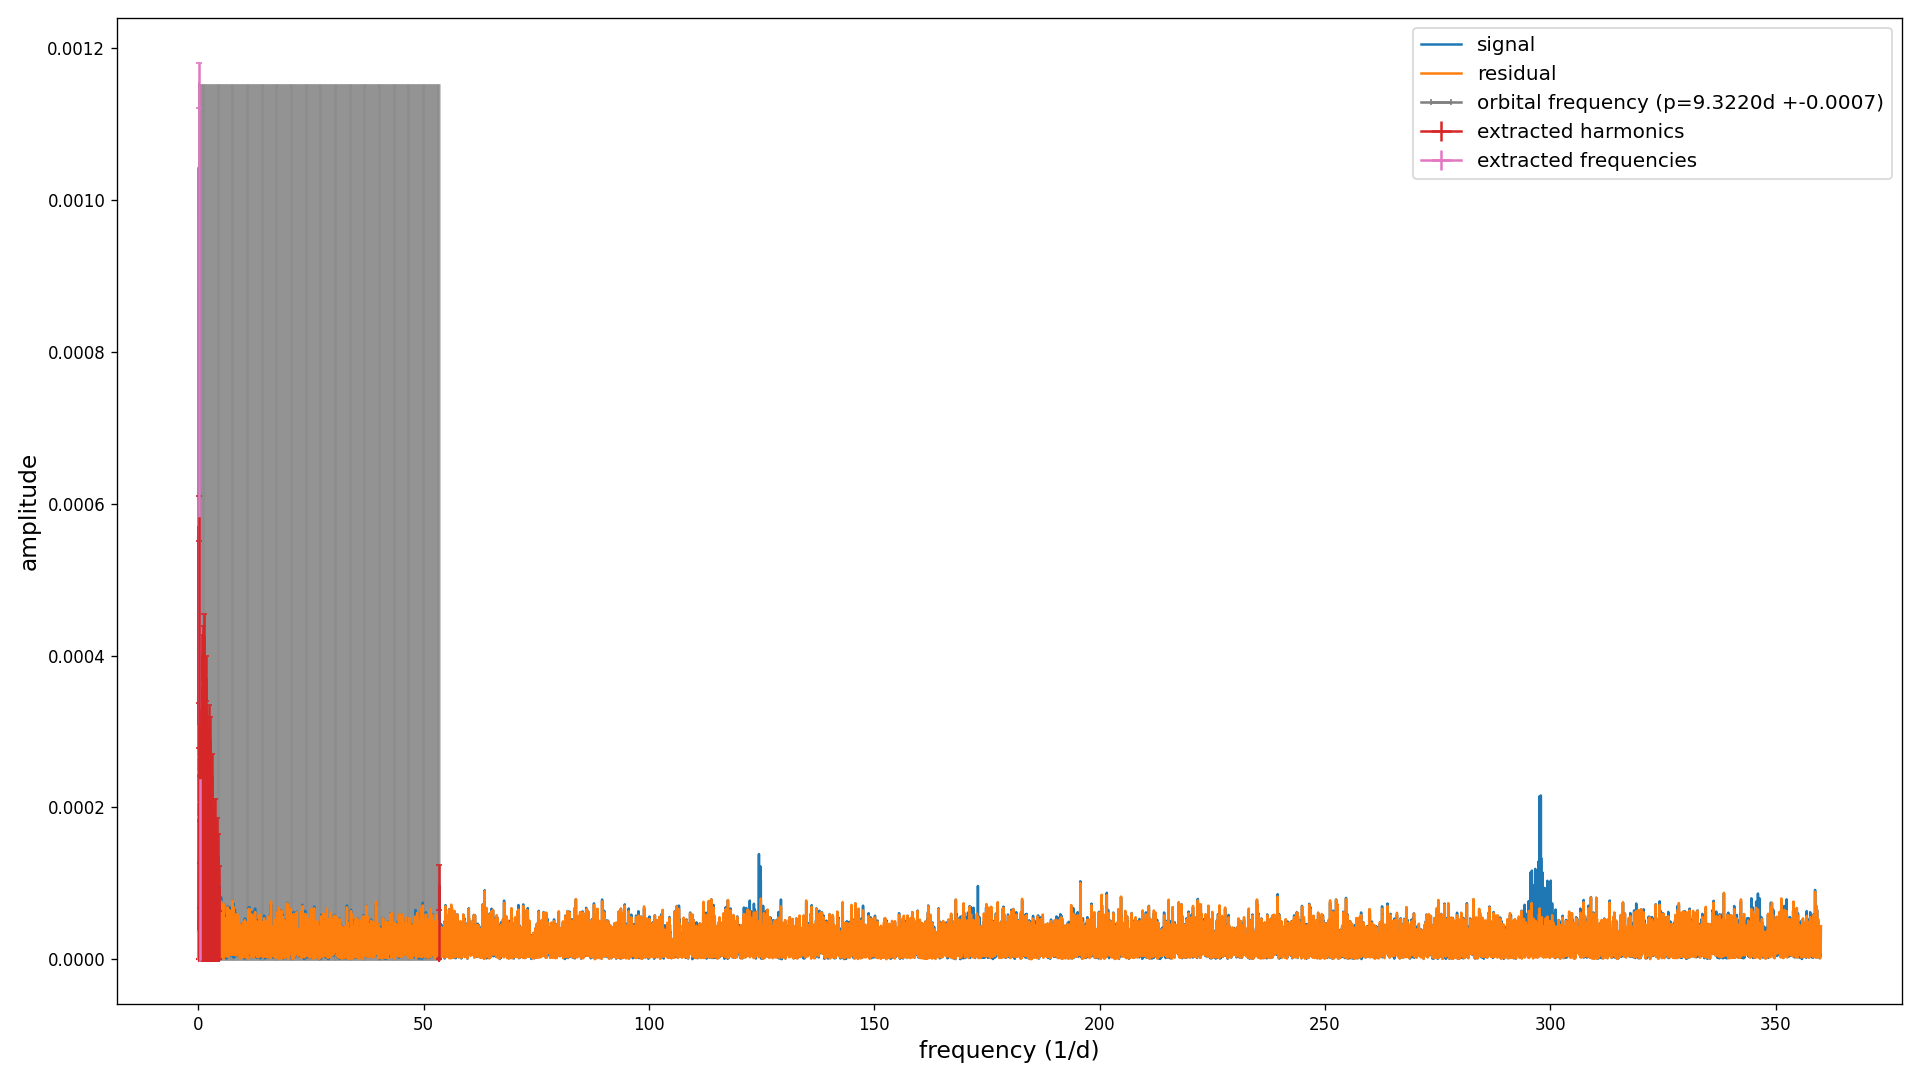 signal
residual
orbital frequency (p=9.3220d +-0.0007)
extracted harmonics
extracted frequencies
0.0012
0.0010
0.0008
0.0006
0.0004
0.0002
0.0000
amplitude
0 50 100 150 200 250 300 350
frequency (1/d)